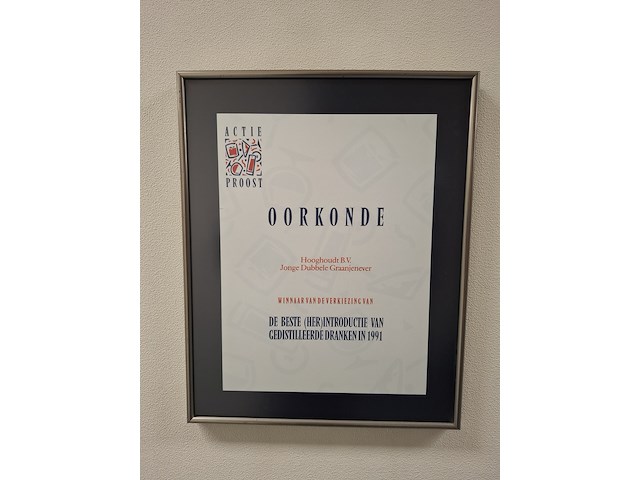 ACTIE
PROOST
OORKONDE
Hooghoudt B.V.
Jonge Dubbele Graanjenever
WINNAAR VAN DE VERKIEZING VAN
DE BESTE (HER)INTRODUCTIE VAN
GEDISTILLEERDE DRANKEN IN 1991